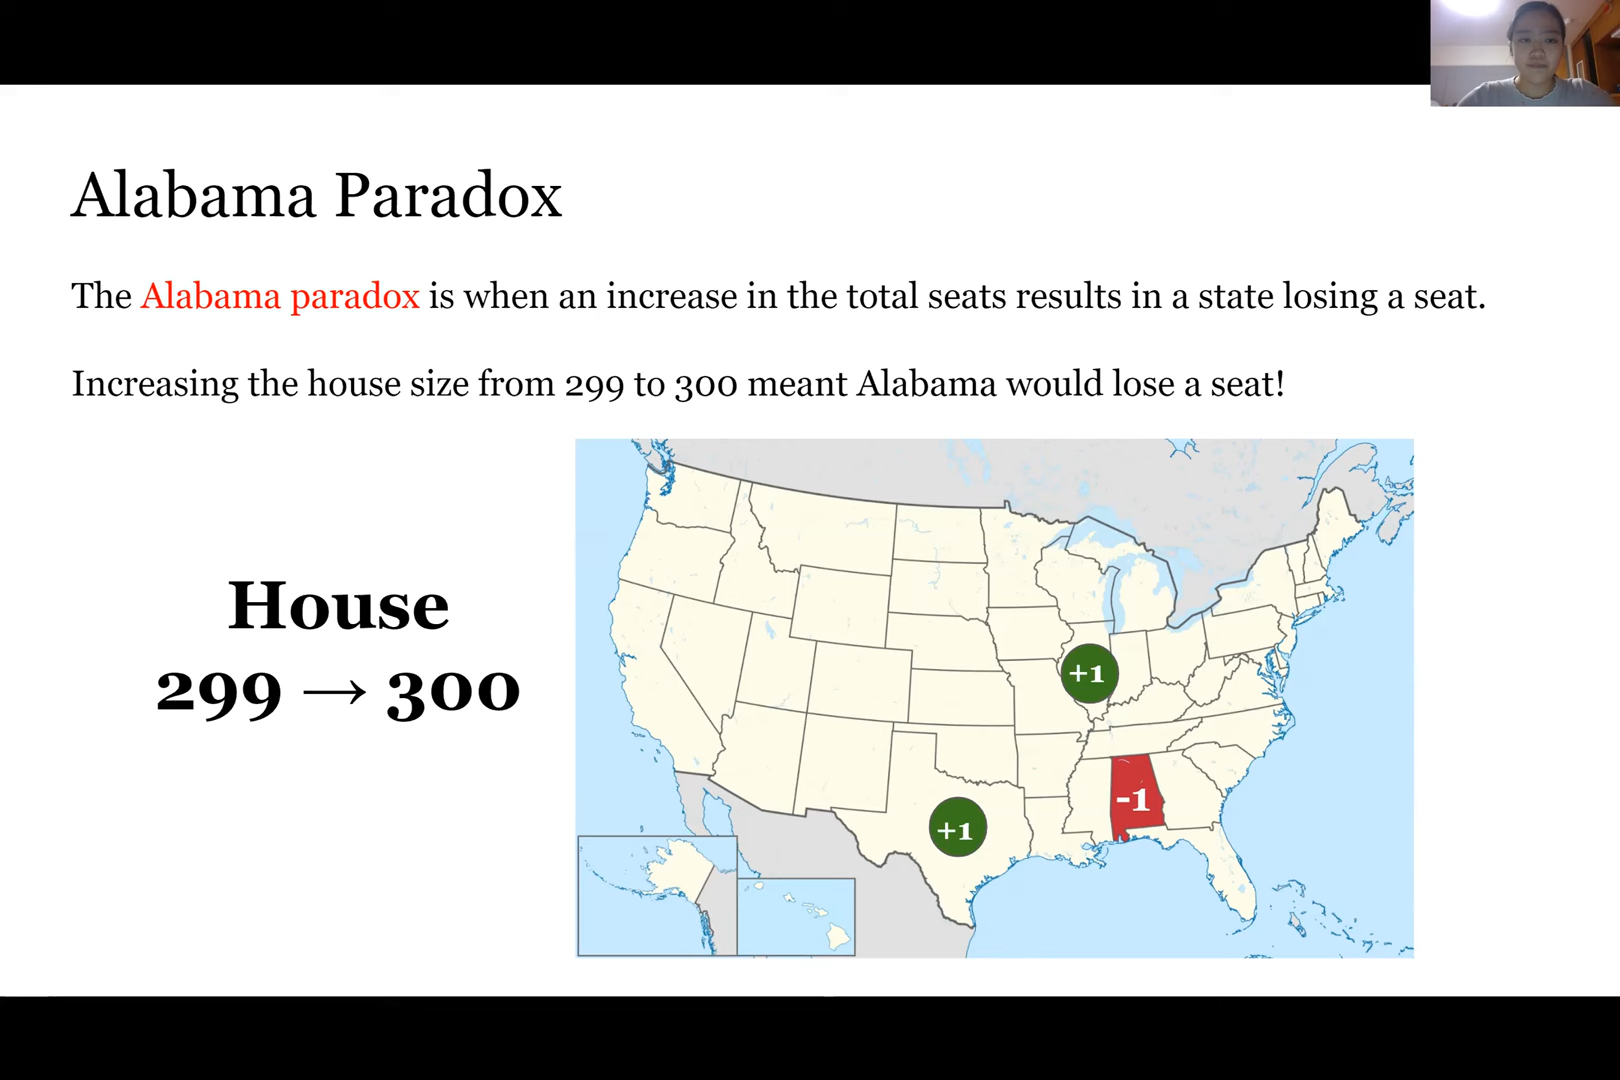 Alabama Paradox
The Alabama paradox is when an increase in the total seats results in a state losing a seat.
Increasing the house size from 299 to 300 meant Alabama would lose a seat!
House
299 → 300
+1
-1
+1